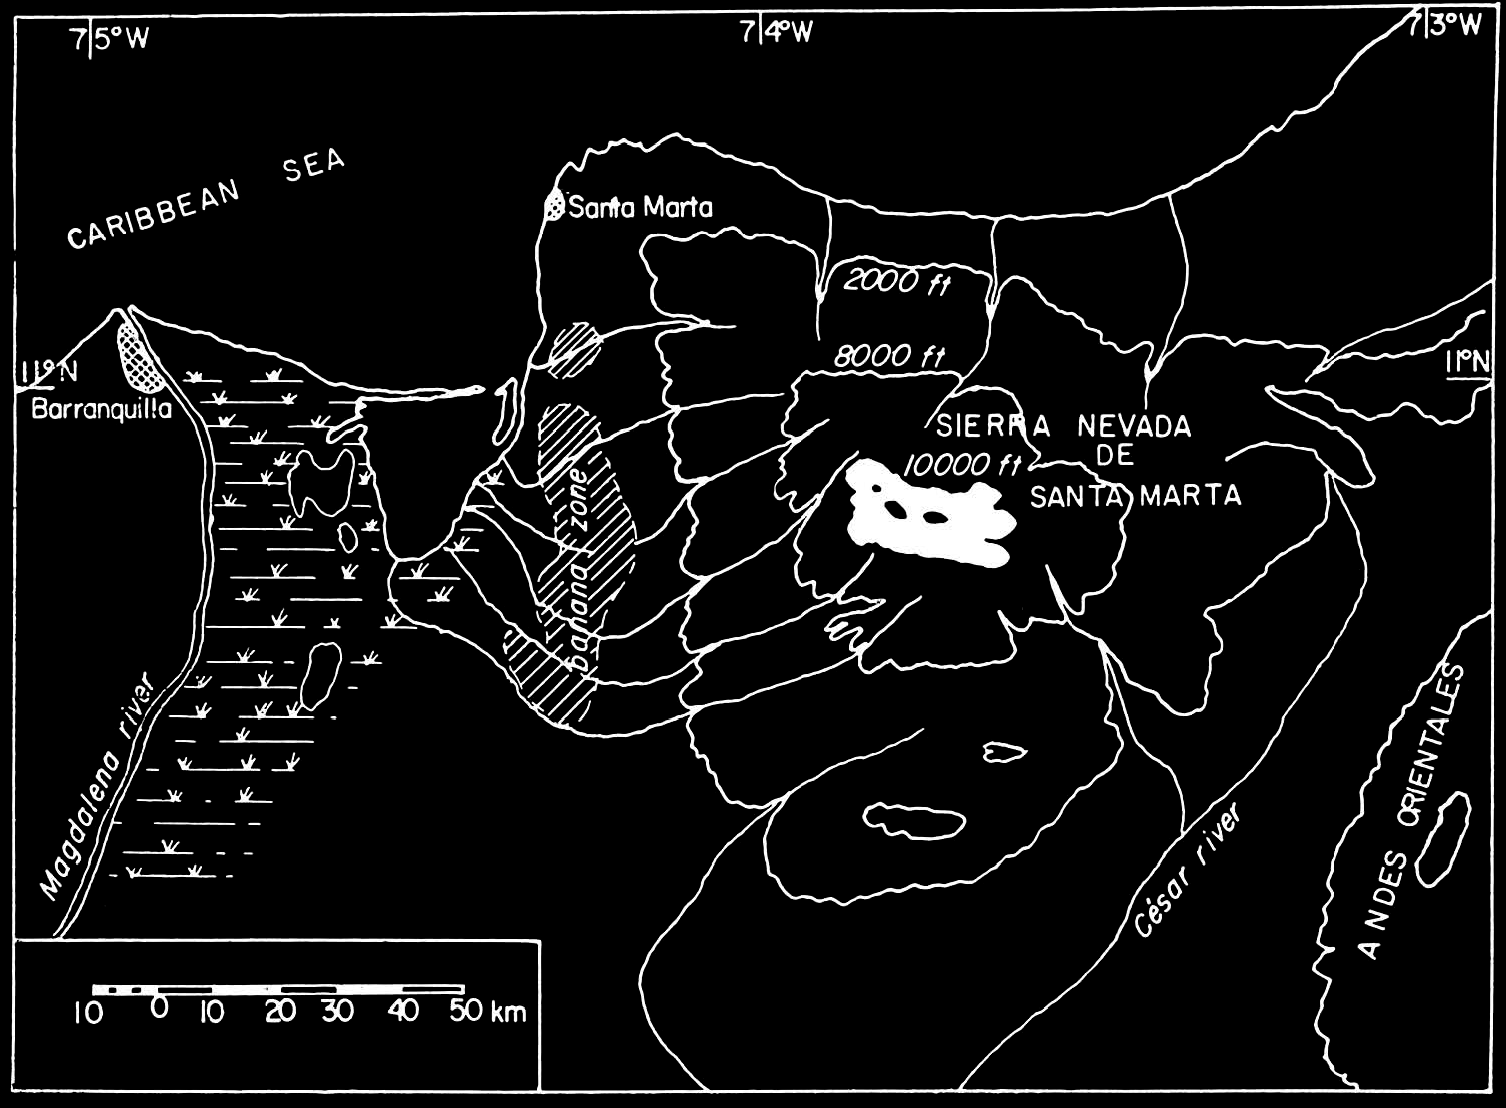 75°W 74°W 73°W
CARIBBEAN SEA
Santa Marta
2000 ft
8000 ft
11°N 11°N
Barranquilla
SIERRA NEVADA
DE
SANTA MARTA
10000 ft
banana zone
Magdalena river
César river
ANDES ORIENTALES
10 0 10 20 30 40 50 km